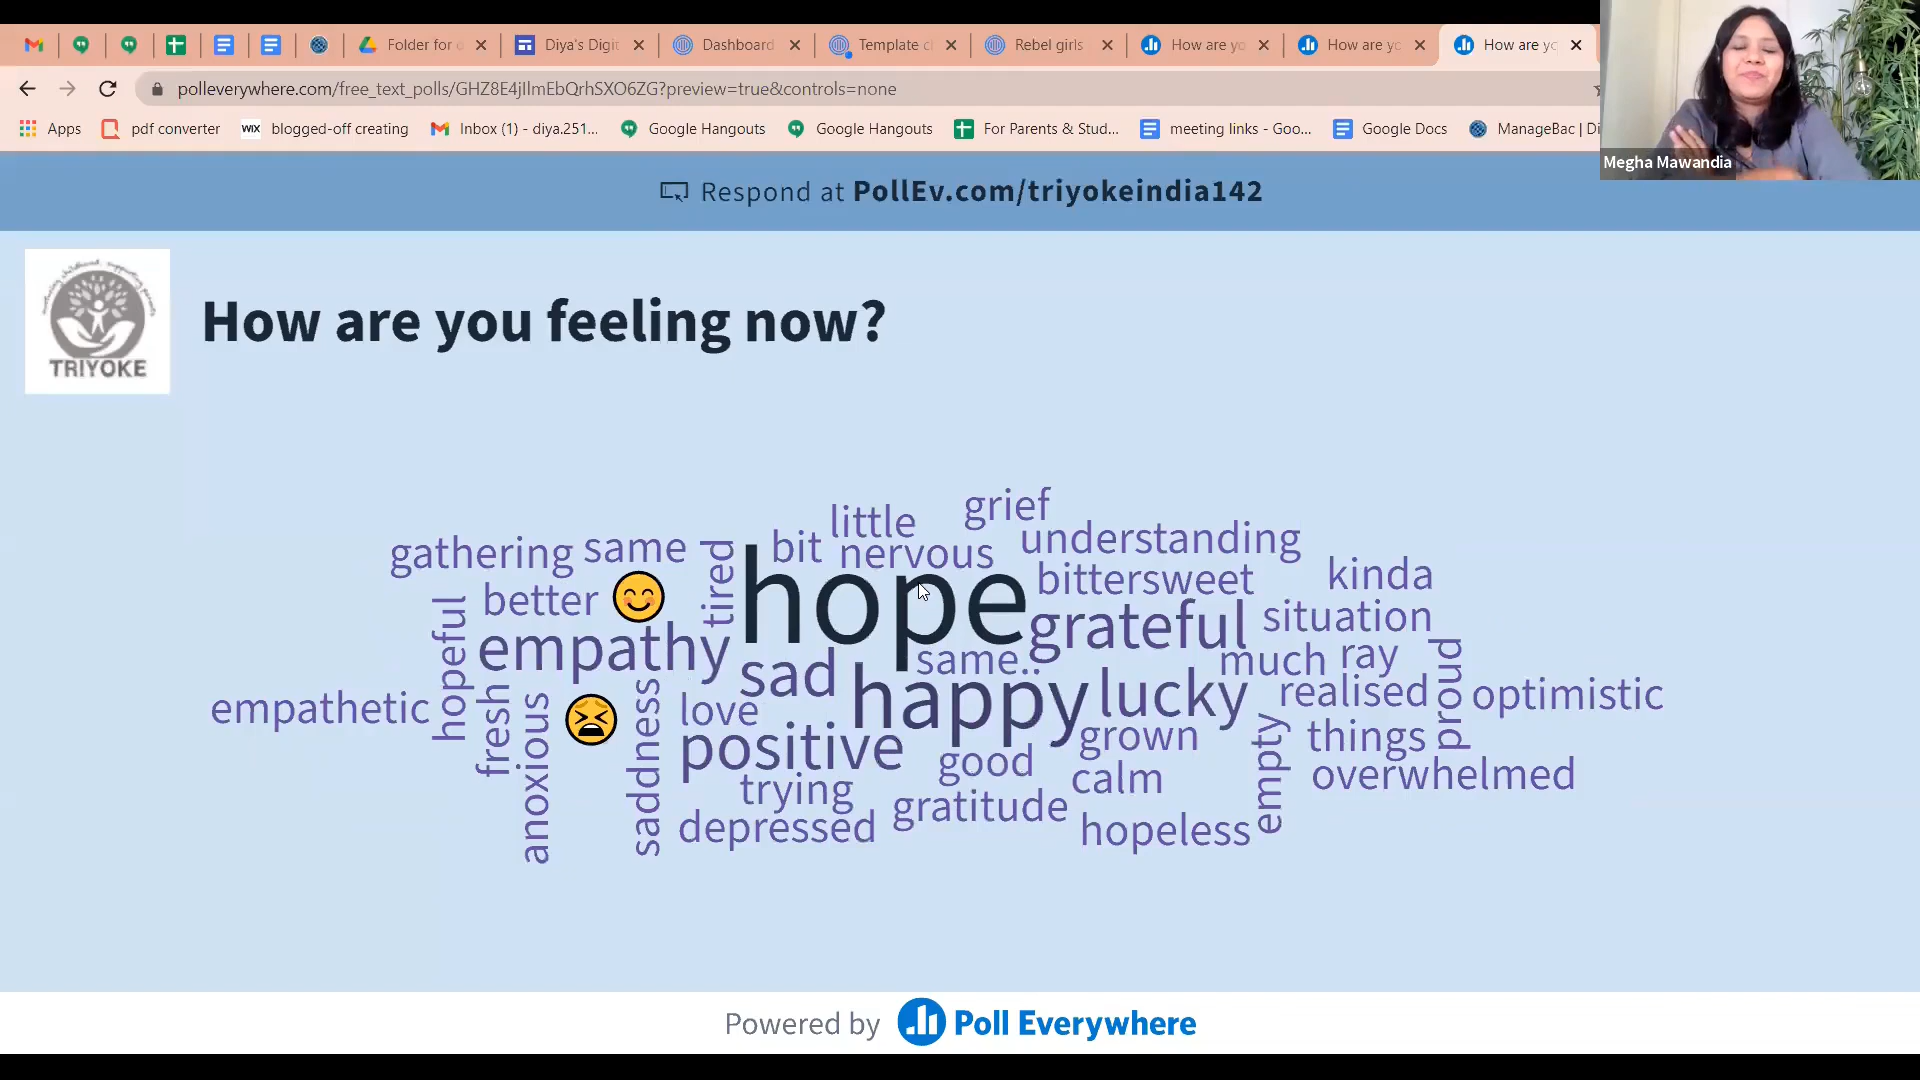 Folder for
Diya's Digit
Dashboard
Template cl
Rebel girls
How are yo
How are yo
How are yo
polleverywhere.com/free_text_polls/GHZ8E4jIlmEbQrhSXO6ZG?preview=true&controls=none
Apps
pdf converter
WIX blogged-off creating
Inbox (1) - diya.251...
Google Hangouts
Google Hangouts
For Parents & Stud...
meeting links - Goo...
Google Docs
ManageBac | Di
Megha Mawandia
Respond at PollEv.com/triyokeindia142
TRIYOKE
How are you feeling now?
grief
little
gathering
same
tired
bit
nervous
understanding
hope
bittersweet
kinda
better
😊
hopeful
empathy
grateful
situation
sad
same..
much
ray
proud
empathetic
fresh
anoxious
😫
saddness
love
happy
lucky
realised
optimistic
positive
grown
empty
things
good
trying
calm
overwhelmed
gratitude
depressed
hopeless
Powered by Poll Everywhere